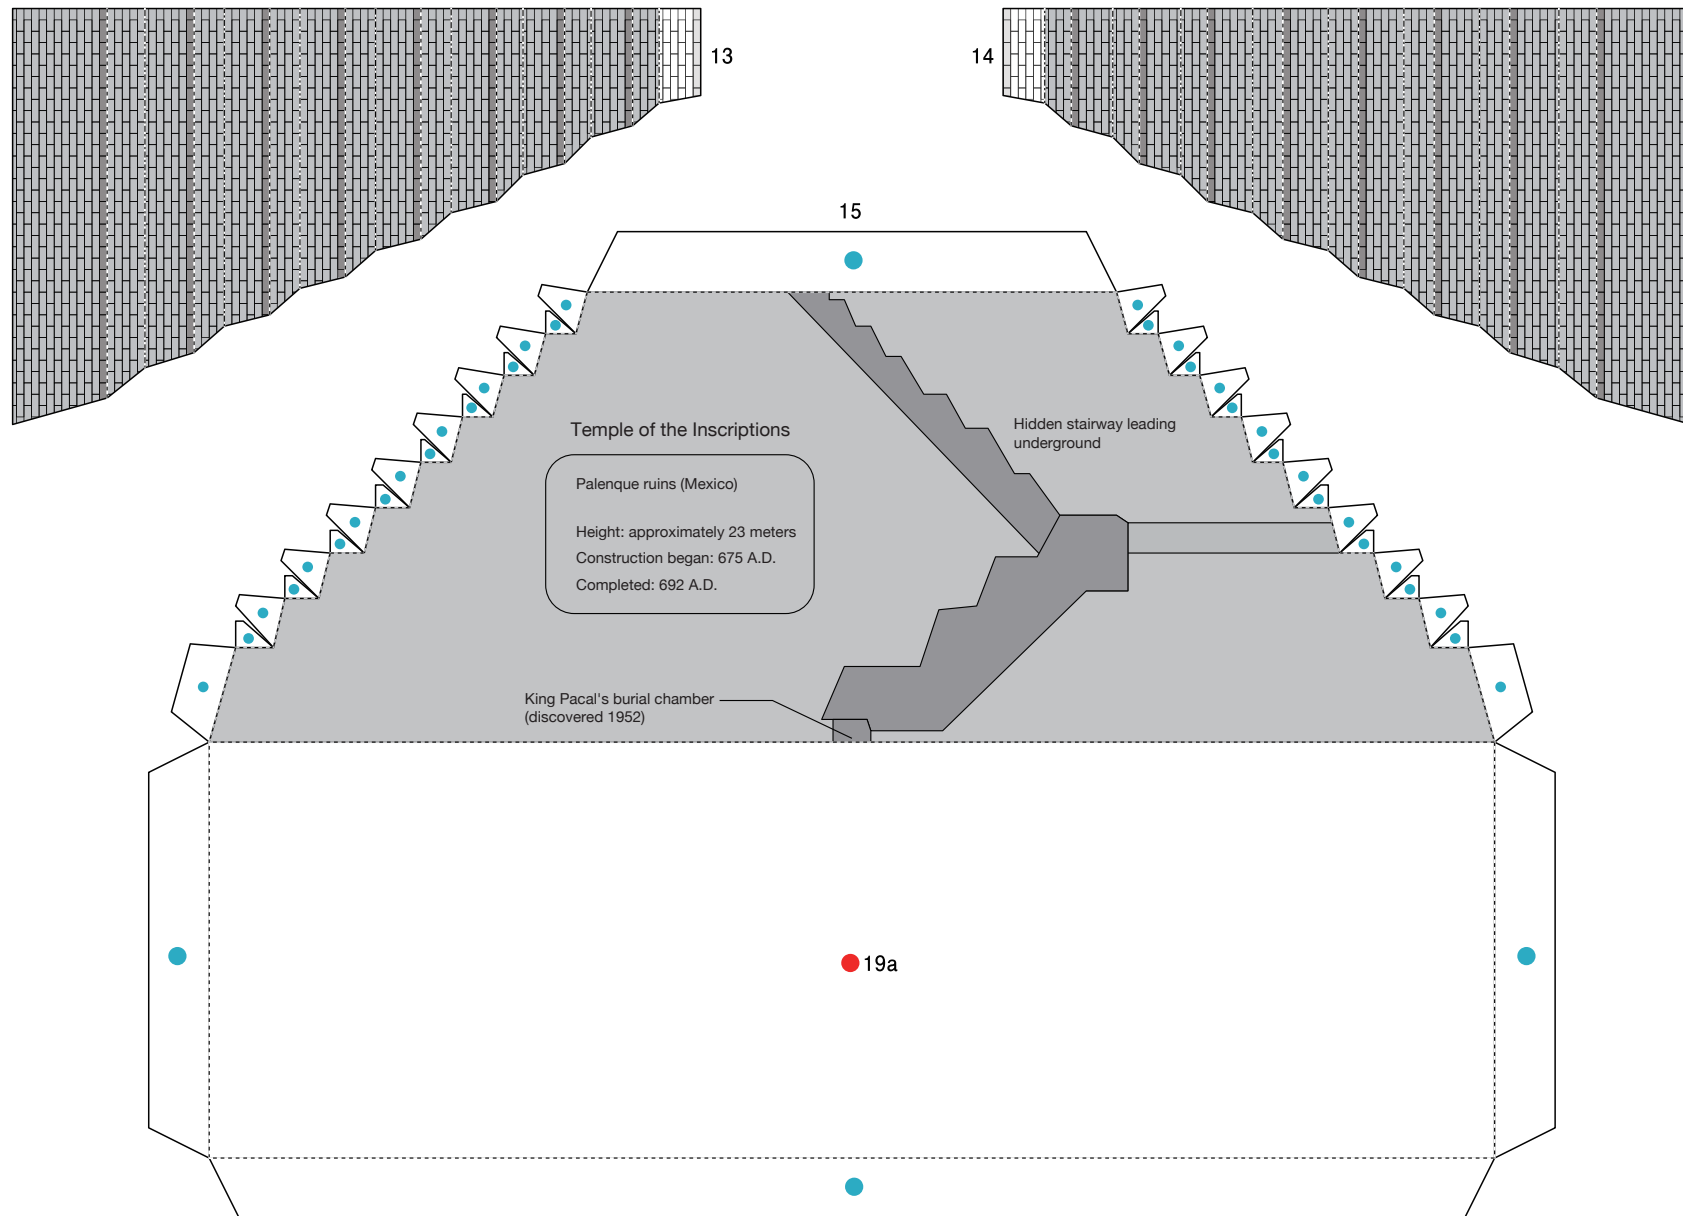 13
14
15
Temple of the Inscriptions
Palenque ruins (Mexico)
Height: approximately 23 meters
Construction began: 675 A.D.
Completed: 692 A.D.
Hidden stairway leading
underground
King Pacal's burial chamber
(discovered 1952)
19a